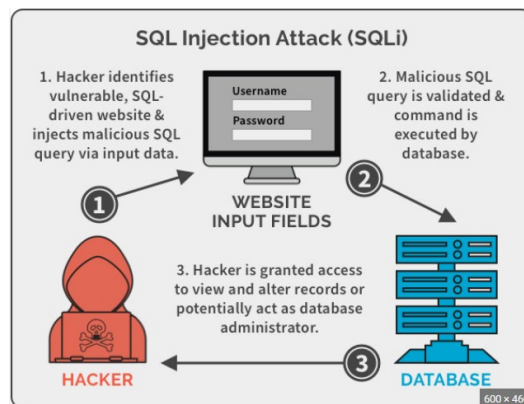 SQL Injection Attack (SQLi)
1. Hacker identifies
vulnerable, SQL-
driven website &
injects malicious SQL
query via input data.
Username
Password
2. Malicious SQL
query is validated &
command is
executed by
database.
1
2
WEBSITE
INPUT FIELDS
3. Hacker is granted access
to view and alter records or
potentially act as database
administrator.
3
HACKER
DATABASE